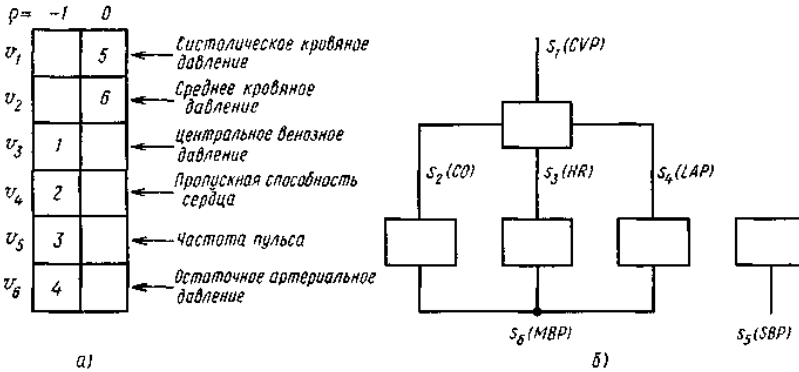 ρ= -1 0
v₁ 5 Систолическое кровяное
давление
v₂ 6 Среднее кровяное
давление
v₃ 1 Центральное венозное
давление
v₄ 2 Пропускная способность
сердца
v₅ 3 Частота пульса
v₆ 4 Остаточное артериальное
давление
а)
s₁(CVP)
s₂(CO) s₃(HR) s₄(LAP)
s₆(MBP) s₅(SBP)
б)